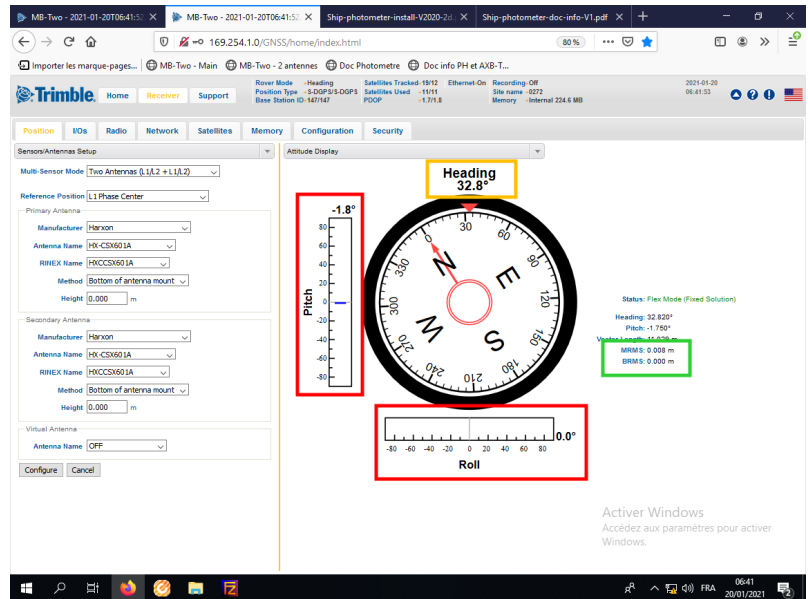 MB-Two - 2021-01-20T06:41:52
MB-Two - 2021-01-20T06:41:52
Ship-photometer-install-V2020-2d.
Ship-photometer-doc-info-V1.pdf
169.254.1.0/GNSS/home/index.html
80 %
Importer les marque-pages...
MB-Two - Main
MB-Two - 2 antennes
Doc Photometre
Doc info PH et AXB-T...
Trimble.
Home
Receiver
Support
Rover Mode - Heading
Position Type - S-DGPS/S-DGPS
Base Station ID - 147/147
Satellites Tracked - 19/12
Satellites Used - 11/11
PDOP - 1.7/1.8
Ethernet - On
Recording - Off
Site name - 0272
Memory - Internal 224.6 MB
2021-01-20
06:41:53
Position
I/Os
Radio
Network
Satellites
Memory
Configuration
Security
Sensors/Antennas Setup
Multi-Sensor Mode Two Antennas (L1/L2 + L1/L2)
Reference Position L1 Phase Center
Primary Antenna
Manufacturer Harxon
Antenna Name HX-CSX601A
RINEX Name HXCCSX601A
Method Bottom of antenna mount
Height 0.000 m
Secondary Antenna
Manufacturer Harxon
Antenna Name HX-CSX601A
RINEX Name HXCCSX601A
Method Bottom of antenna mount
Height 0.000 m
Virtual Antenna
Antenna Name OFF
Configure
Cancel
Attitude Display
Heading
32.8°
-1.8°
80
60
40
20
0
-20
-40
-60
-80
Pitch
0
30
60
90
120
150
180
210
240
270
300
330
N
E
S
W
-80 -60 -40 -20 0 20 40 60 80
0.0°
Roll
Status: Flex Mode (Fixed Solution)
Heading: 32.820°
Pitch: -1.750°
MRMS: 0.008 m
BRMS: 0.000 m
Activer Windows
Accédez aux paramètres pour activer
Windows.
FRA
06:41
20/01/2021
2